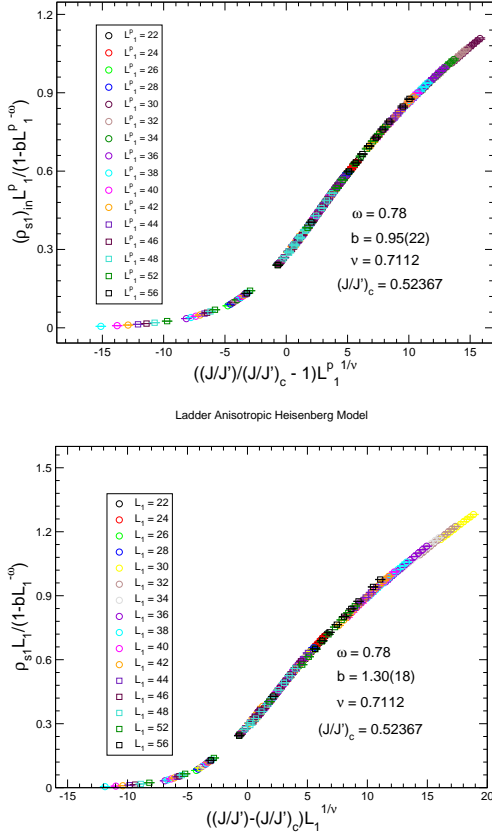 1.2
0.9
0.6
0.3
0
(ρs1)in L^p_1/(1-bL^p_1^-ω)
L^p_1 = 22
L^p_1 = 24
L^p_1 = 26
L^p_1 = 28
L^p_1 = 30
L^p_1 = 32
L^p_1 = 34
L^p_1 = 36
L^p_1 = 38
L^p_1 = 40
L^p_1 = 42
L^p_1 = 44
L^p_1 = 46
L^p_1 = 48
L^p_1 = 52
L^p_1 = 56
ω = 0.78
b = 0.95(22)
ν = 0.7112
(J/J')c = 0.52367
-15 -10 -5 0 5 10 15
((J/J')/(J/J')c - 1)L^p_1^1/ν
Ladder Anisotropic Heisenberg Model
1.5
1.2
0.9
0.6
0.3
0
ρs1 L1/(1-bL1^-ω)
L1 = 22
L1 = 24
L1 = 26
L1 = 28
L1 = 30
L1 = 32
L1 = 34
L1 = 36
L1 = 38
L1 = 40
L1 = 42
L1 = 44
L1 = 46
L1 = 48
L1 = 52
L1 = 56
ω = 0.78
b = 1.30(18)
ν = 0.7112
(J/J')c = 0.52367
-15 -10 -5 0 5 10 15 20
((J/J')-(J/J')c)L1^1/ν